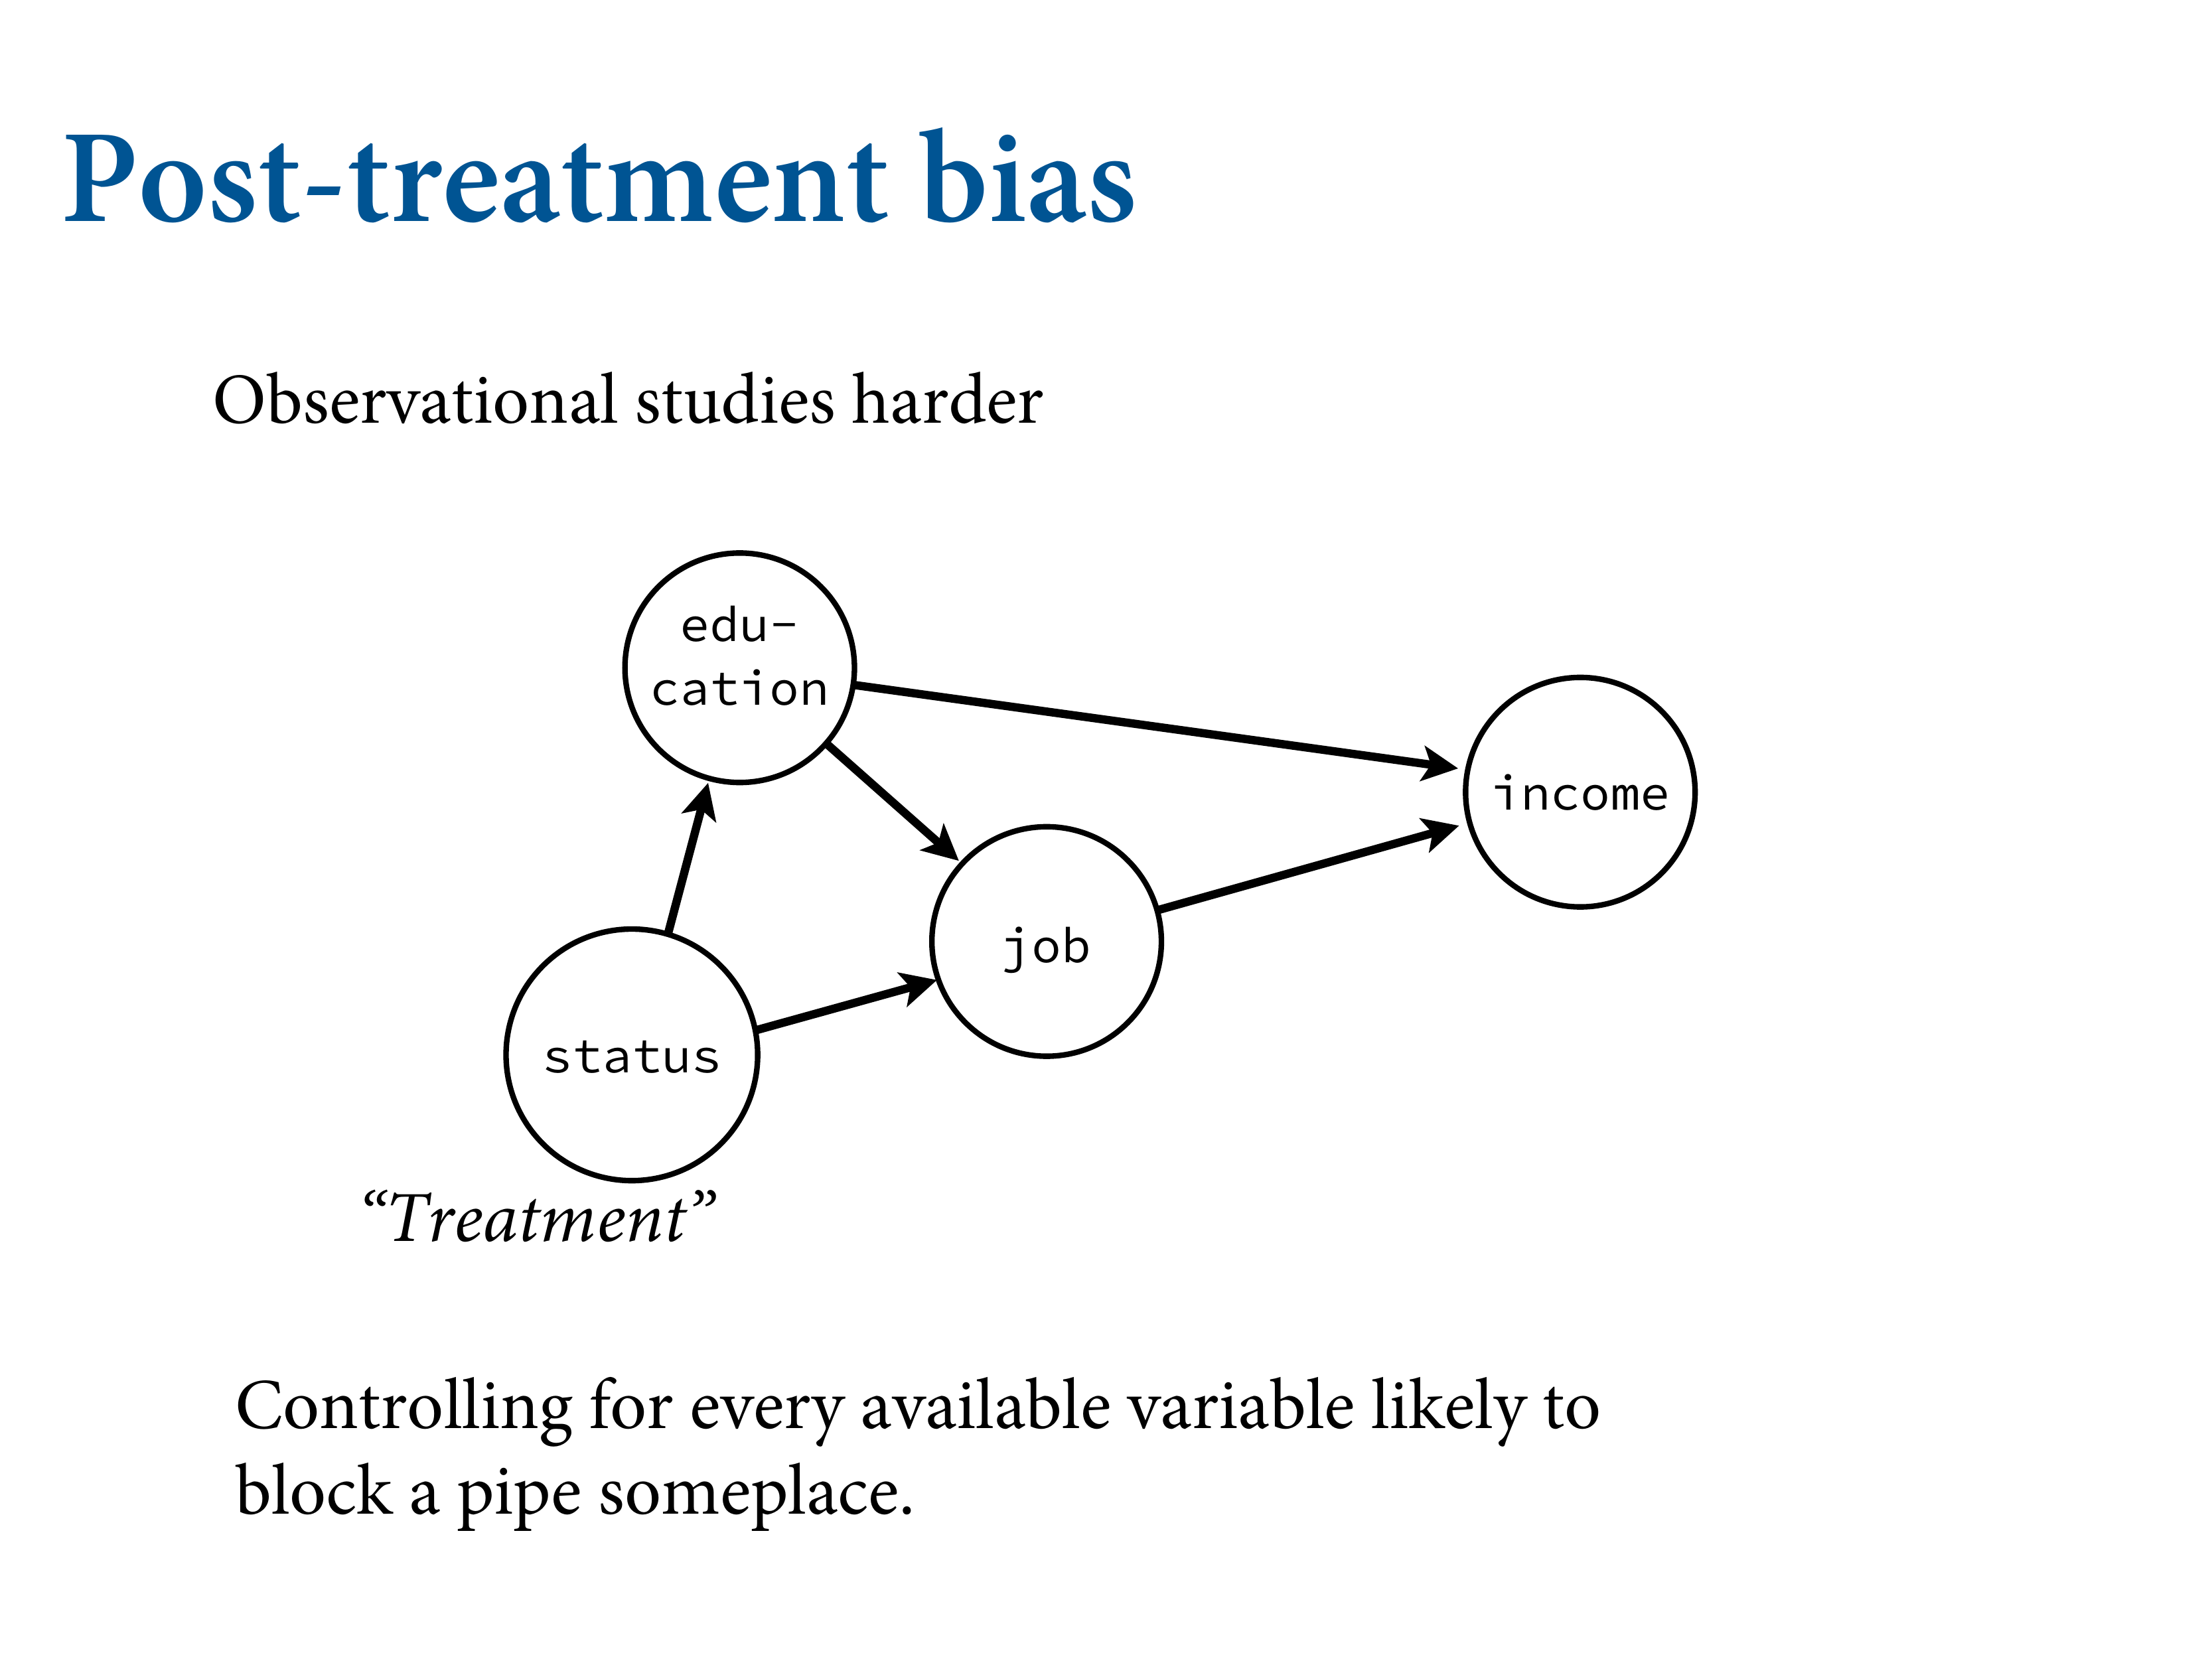 Post-treatment bias
Observational studies harder
edu-
cation
income
job
status
“Treatment”
Controlling for every available variable likely to
block a pipe someplace.